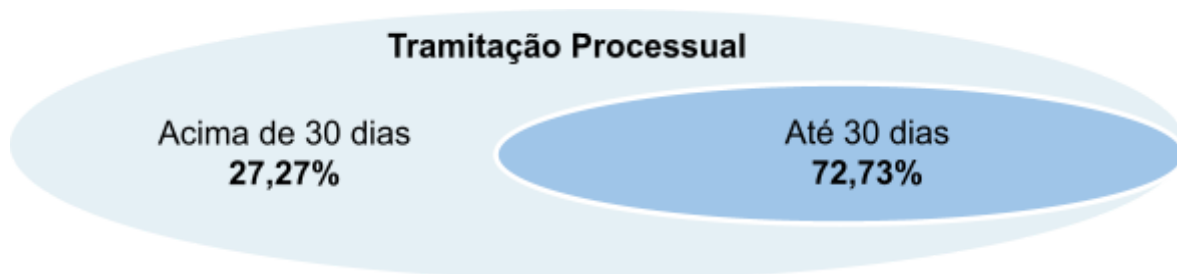 Tramitação Processual
Acima de 30 dias
27,27%
Até 30 dias
72,73%